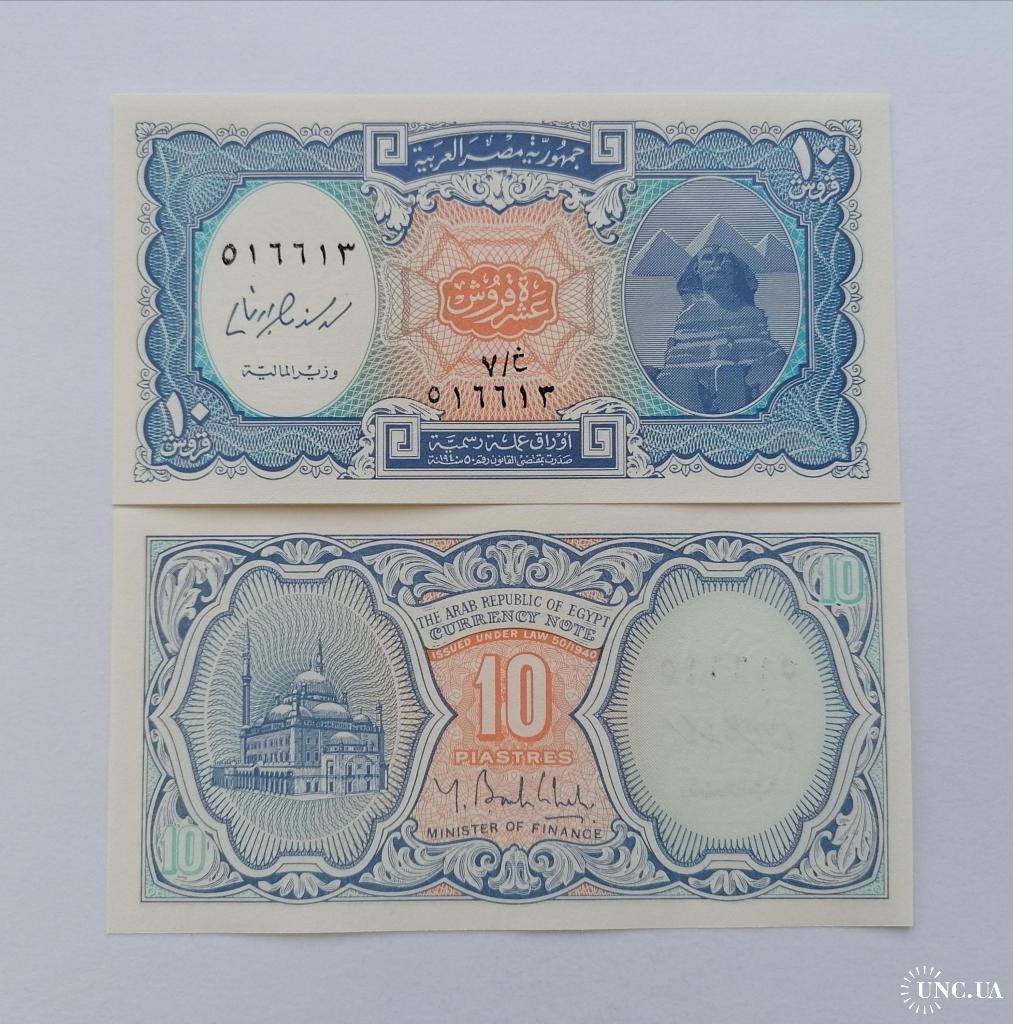 جمهورية مصر العربية
١٠
قروش
٥١٦٦١٣
وزير المالية
عشرة قروش
خ/٧
٥١٦٦١٣
١٠
قروش
اوراق عملة رسمية
صدرت بمقتضى القانون رقم ٥٠ لسنة ١٩٤٠
10
THE ARAB REPUBLIC OF EGYPT
CURRENCY NOTE
ISSUED UNDER LAW 50/1940
10
PIASTRES
MINISTER OF FINANCE
10
UNC.UA